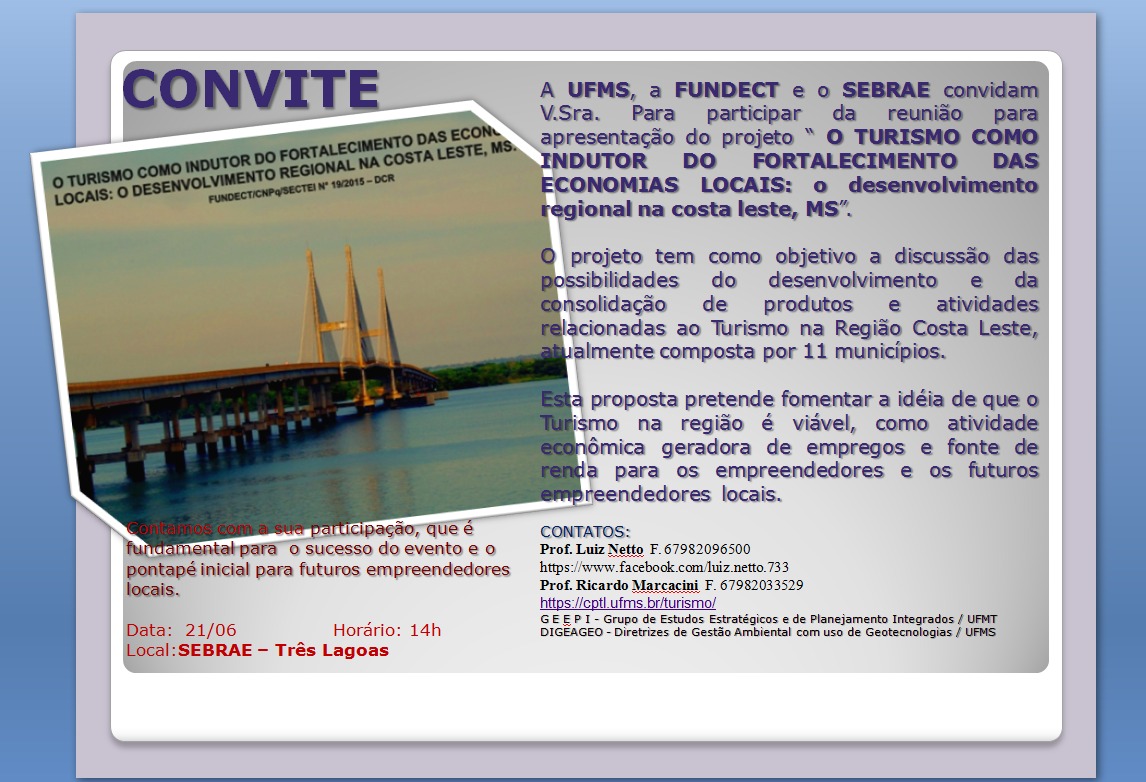 CONVITE
O TURISMO COMO INDUTOR DO FORTALECIMENTO DAS
LOCAIS: O DESENVOLVIMENTO REGIONAL NA COSTA LESTE, MS.
FUNDECT/CNPq/SECTEI N° 19/2015 – DCR
Contamos com a sua participação, que é
fundamental para o sucesso do evento e o
pontapé inicial para futuros empreendedores
locais.
Data: 21/06 Horário: 14h
Local:SEBRAE – Três Lagoas
A UFMS, a FUNDECT e o SEBRAE convidam
V.Sra. Para participar da reunião para
apresentação do projeto “ O TURISMO COMO
INDUTOR DO FORTALECIMENTO DAS
ECONOMIAS LOCAIS: o desenvolvimento
regional na costa leste, MS”.
O projeto tem como objetivo a discussão das
possibilidades do desenvolvimento e da
consolidação de produtos e atividades
relacionadas ao Turismo na Região Costa Leste,
atualmente composta por 11 municípios.
Esta proposta pretende fomentar a idéia de que o
Turismo na região é viável, como atividade
econômica geradora de empregos e fonte de
renda para os empreendedores e os futuros
empreendedores locais.
CONTATOS:
Prof. Luiz Netto F. 67982096500
https://www.facebook.com/luiz.netto.733
Prof. Ricardo Marcacini F. 67982033529
https://cptl.ufms.br/turismo/
G E E P I - Grupo de Estudos Estratégicos e de Planejamento Integrados / UFMT
DIGEAGEO - Diretrizes de Gestão Ambiental com uso de Geotecnologias / UFMS